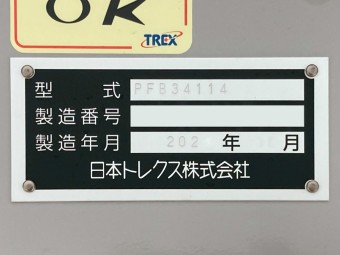 OK
TREX
型式 PF834114
製造番号
製造年月 202 年 月
日本トレクス株式会社